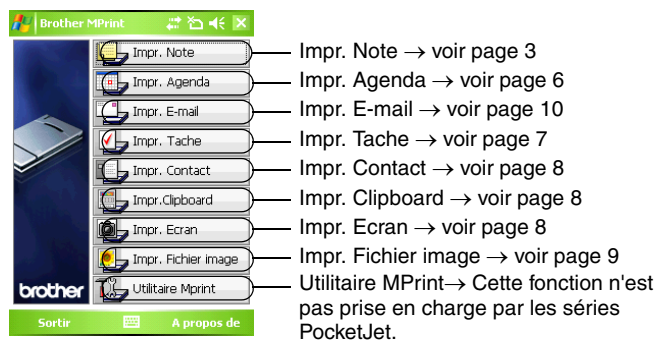 Brother MPrint
Impr. Note
Impr. Agenda
Impr. E-mail
Impr. Tache
Impr. Contact
Impr.Clipboard
Impr. Ecran
Impr. Fichier image
Utilitaire Mprint
brother
Sortir
A propos de
Impr. Note → voir page 3
Impr. Agenda → voir page 6
Impr. E-mail → voir page 10
Impr. Tache → voir page 7
Impr. Contact → voir page 8
Impr. Clipboard → voir page 8
Impr. Ecran → voir page 8
Impr. Fichier image → voir page 9
Utilitaire MPrint→ Cette fonction n'est
pas prise en charge par les séries
PocketJet.